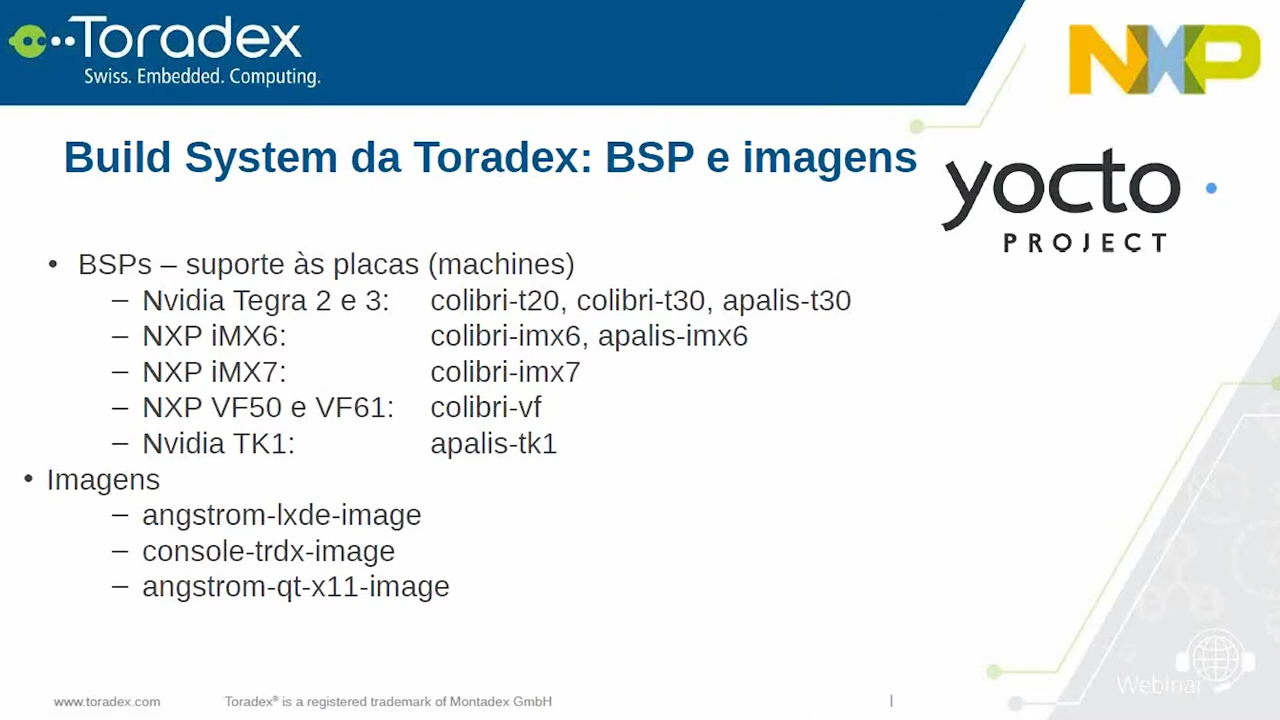 Toradex
Swiss. Embedded. Computing.
NXP
Build System da Toradex: BSP e imagens
yocto
PROJECT
• BSPs – suporte às placas (machines)
– Nvidia Tegra 2 e 3: colibri-t20, colibri-t30, apalis-t30
– NXP iMX6: colibri-imx6, apalis-imx6
– NXP iMX7: colibri-imx7
– NXP VF50 e VF61: colibri-vf
– Nvidia TK1: apalis-tk1
• Imagens
– angstrom-lxde-image
– console-trdx-image
– angstrom-qt-x11-image
Webinar
www.toradex.com Toradex® is a registered trademark of Montadex GmbH |